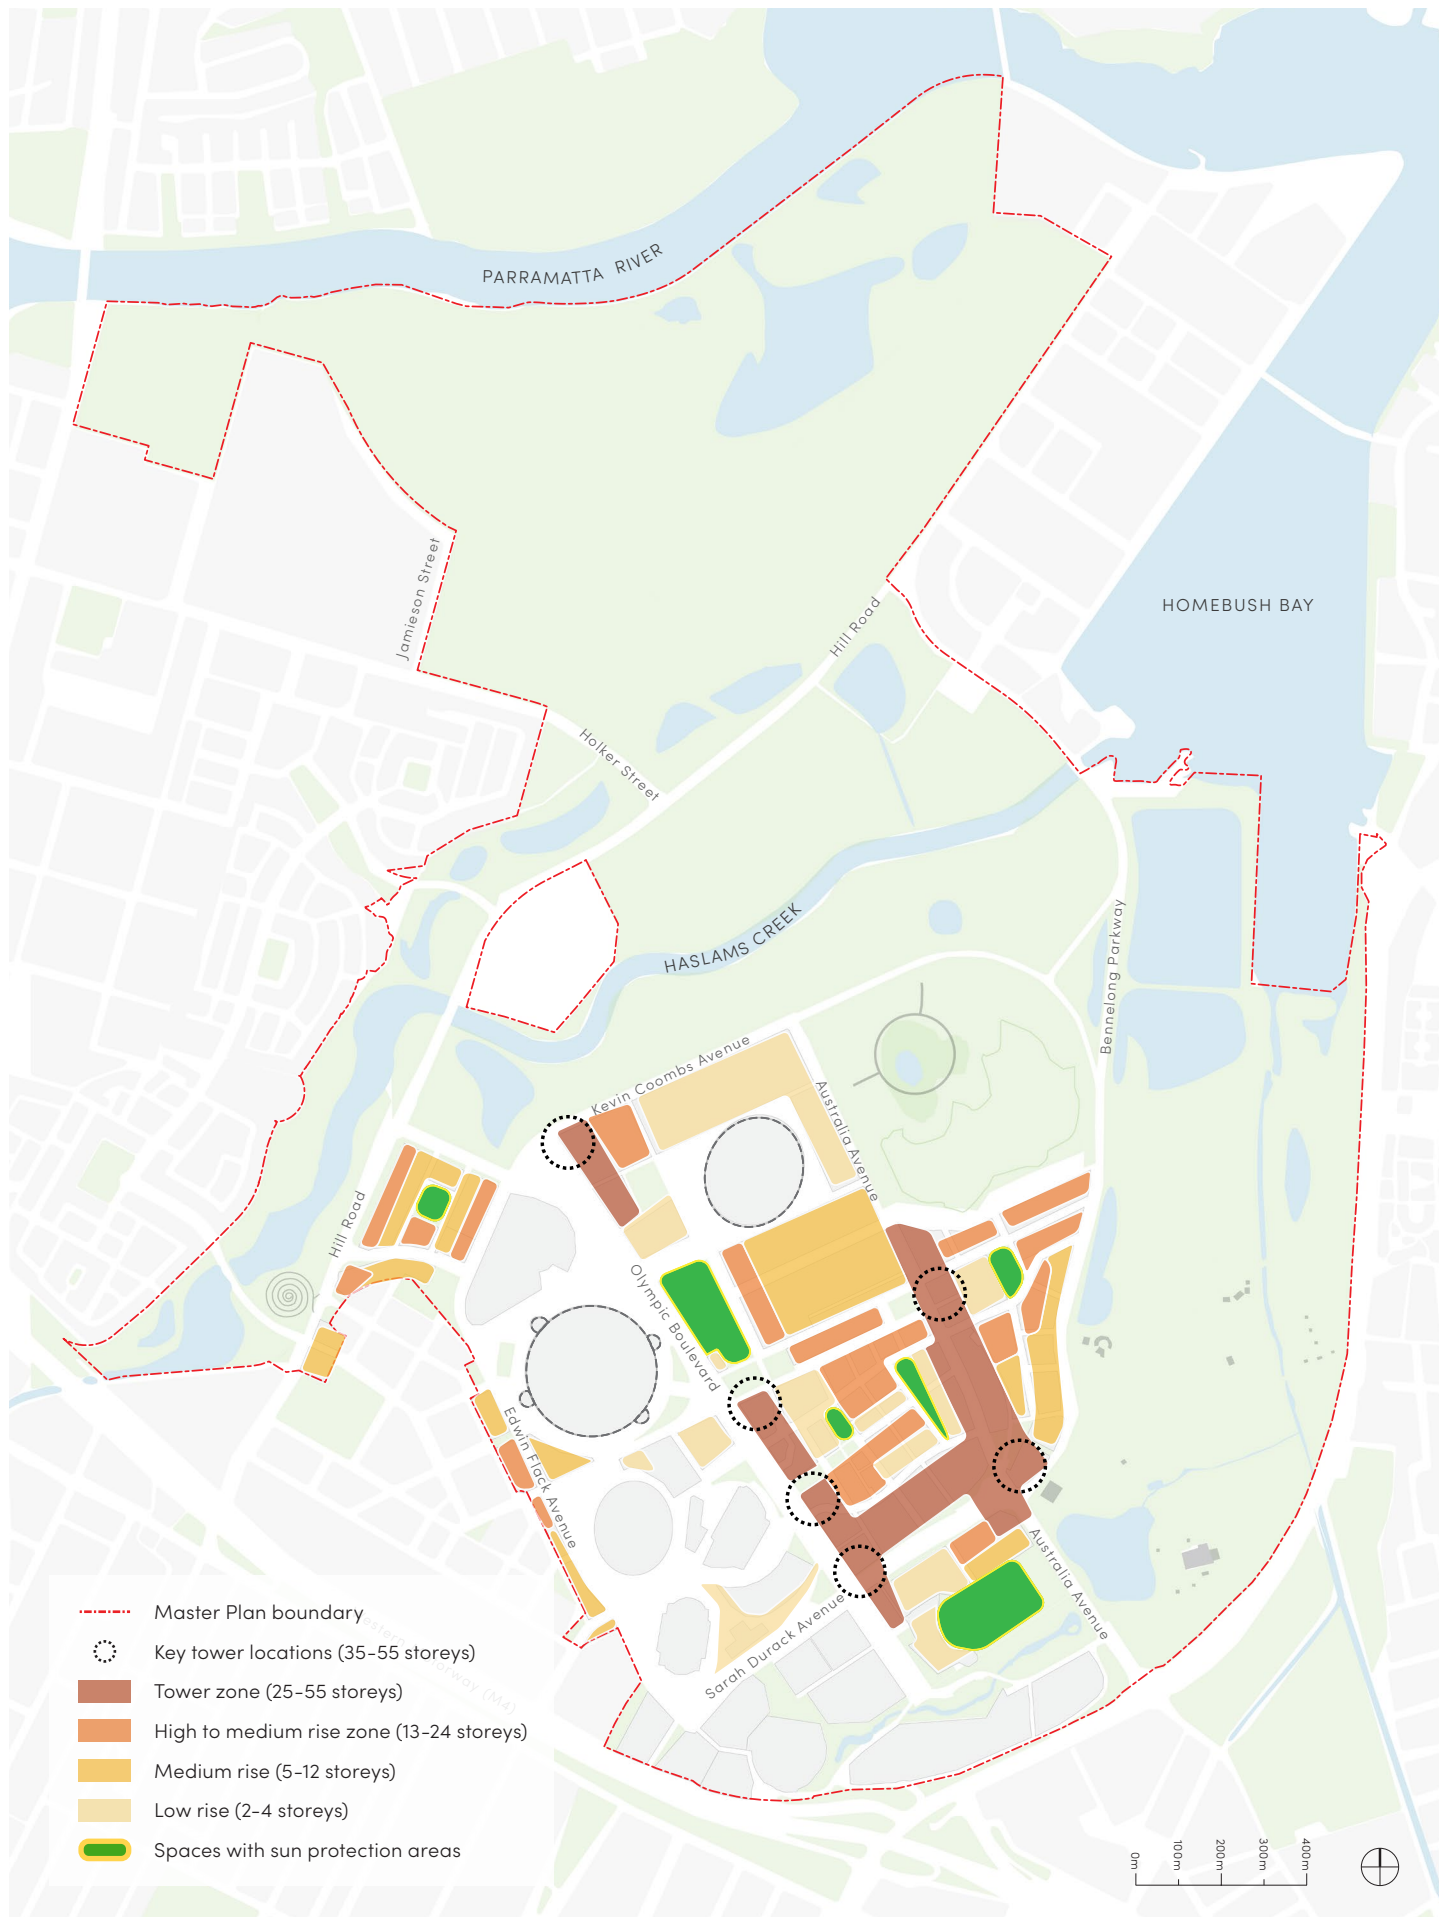 PARRAMATTA RIVER
Jamieson Street
Hill Road
HOMEBUSH BAY
Holker Street
HASLAMS CREEK
Bennelong Parkway
Kevin Coombs Avenue
Australia Avenue
Hill Road
Olympic Boulevard
Edwin Flack Avenue
Australia Avenue
Sarah Durack Avenue
Master Plan boundary
Key tower locations (35-55 storeys)
Tower zone (25-55 storeys)
High to medium rise zone (13-24 storeys)
Medium rise (5-12 storeys)
Low rise (2-4 storeys)
Spaces with sun protection areas
0m
100m
200m
300m
400m